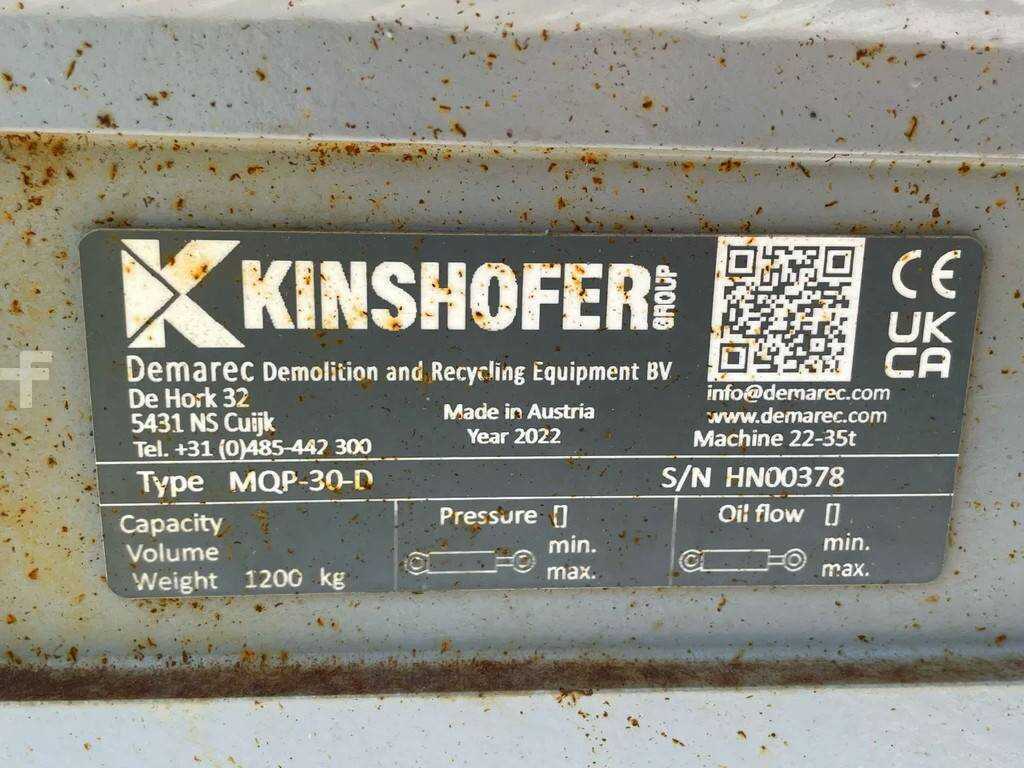 KINSHOFER GROUP
CE
UK
CA
Demarec Demolition and Recycling Equipment BV
De Hork 32
5431 NS Cuijk
Tel. +31 (0)485-442 300
Made in Austria
Year 2022
info@demarec.com
www.demarec.com
Machine 22-35t
Type MQP-30-D
S/N HN00378
Capacity
Volume
Weight 1200 kg
Pressure []
min.
max.
Oil flow []
min.
max.